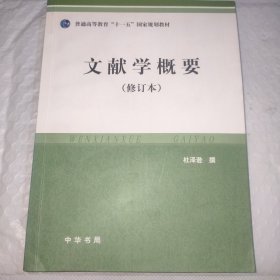 普通高等教育“十一五”国家规划教材
文献学概要
(修订本)
WENXIANXUE GAIYAO
杜泽逊 撰
中华书局